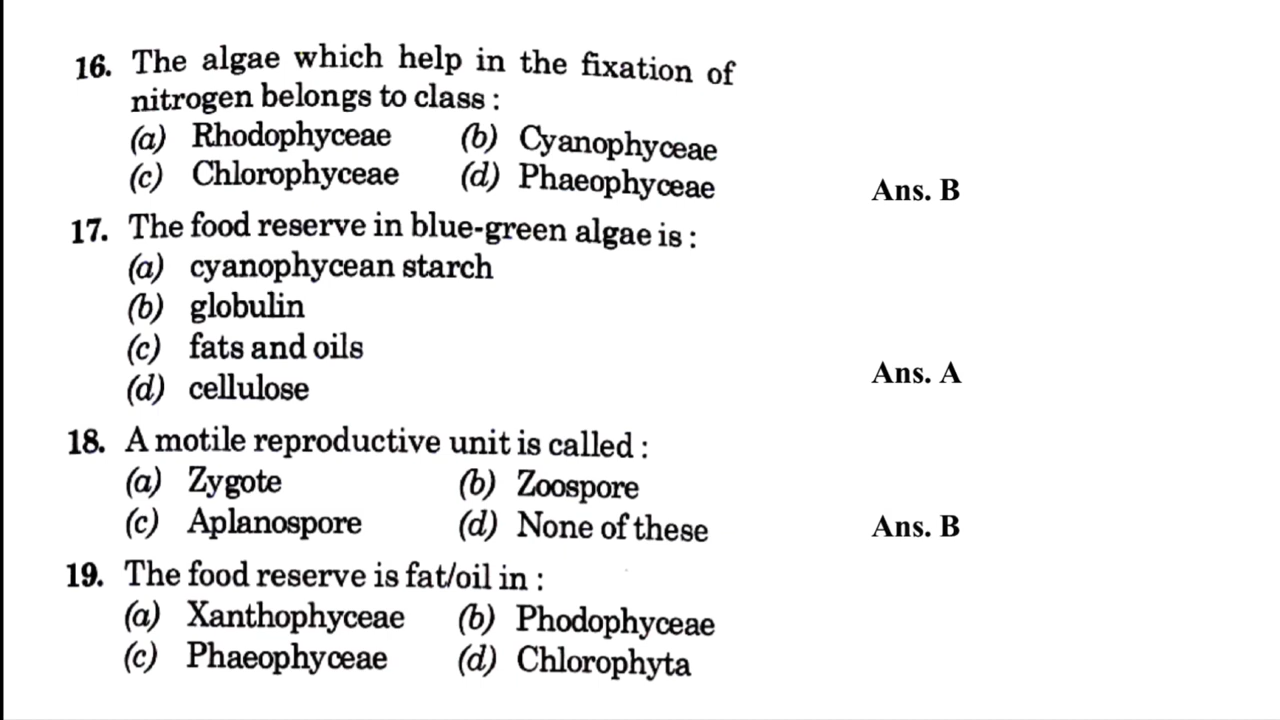 16. The algae which help in the fixation of
nitrogen belongs to class :
(a) Rhodophyceae (b) Cyanophyceae
(c) Chlorophyceae (d) Phaeophyceae
Ans. B
17. The food reserve in blue-green algae is :
(a) cyanophycean starch
(b) globulin
(c) fats and oils
(d) cellulose
Ans. A
18. A motile reproductive unit is called :
(a) Zygote (b) Zoospore
(c) Aplanospore (d) None of these
Ans. B
19. The food reserve is fat/oil in :
(a) Xanthophyceae (b) Phodophyceae
(c) Phaeophyceae (d) Chlorophyta